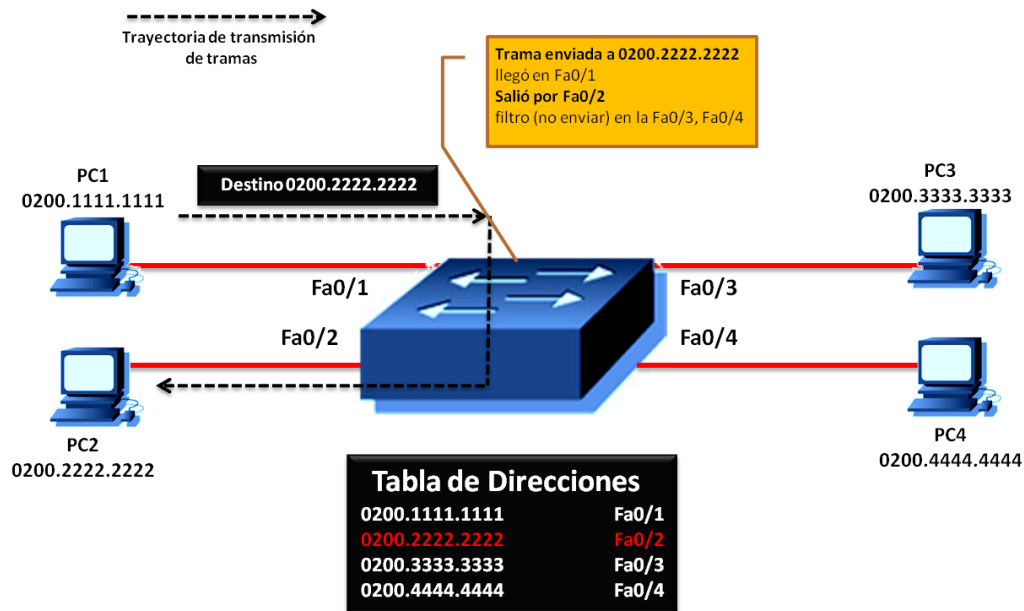 Trayectoria de transmisión
de tramas
Trama enviada a 0200.2222.2222
llegó en Fa0/1
Salió por Fa0/2
filtro (no enviar) en la Fa0/3, Fa0/4
PC1
0200.1111.1111
Destino 0200.2222.2222
PC3
0200.3333.3333
Fa0/1
Fa0/3
Fa0/2
Fa0/4
PC2
0200.2222.2222
PC4
0200.4444.4444
Tabla de Direcciones
0200.1111.1111 Fa0/1
0200.2222.2222 Fa0/2
0200.3333.3333 Fa0/3
0200.4444.4444 Fa0/4